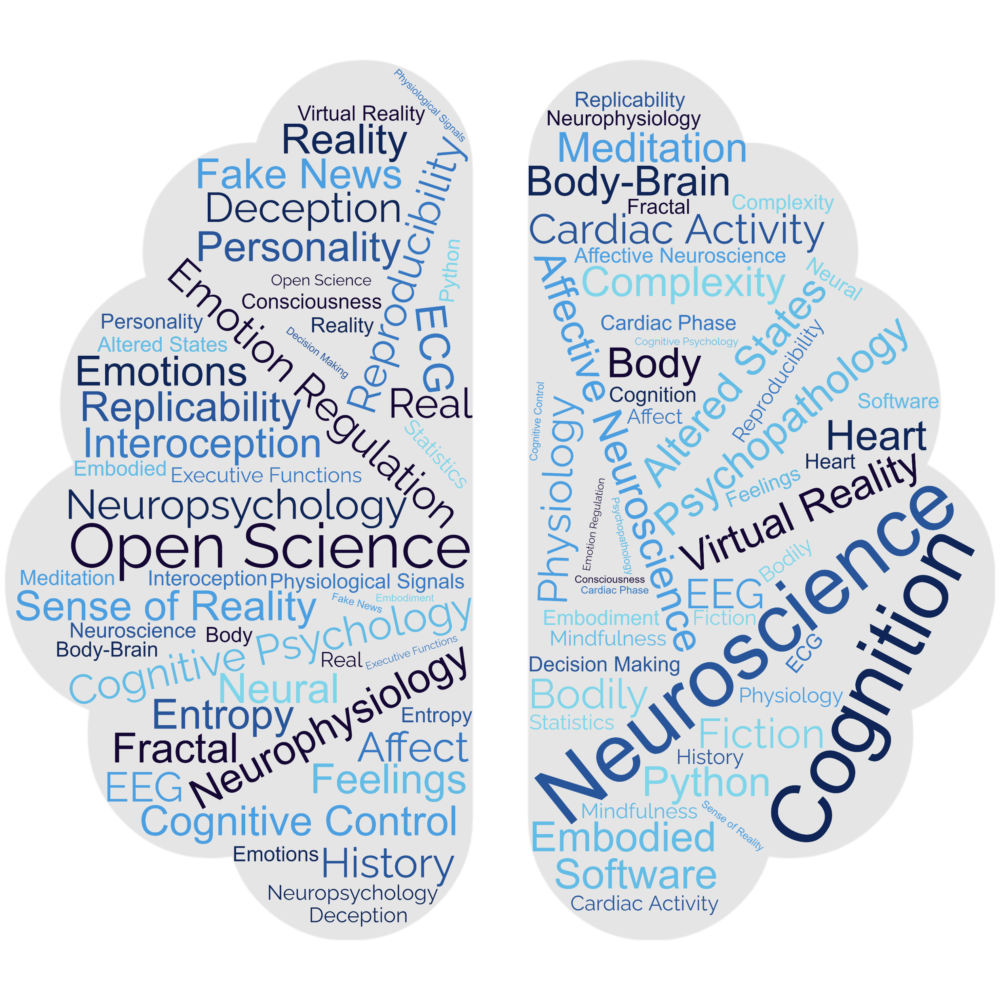 Physiological Signals
Virtual Reality
Reality
Fake News
Deception
Personality
Reproducibility
Python
Emotion Regulation
Open Science
Consciousness
ECG
Personality
Reality
Decision Making
Altered States
Emotions
Replicability
Real
Interoception
Statistics
Embodied
Executive Functions
Neuropsychology
Open Science
Meditation
Interoception
Physiological Signals
Sense of Reality
Fake News
Embodiment
Neuroscience
Body
Cognitive Psychology
Body-Brain
Real
Executive Functions
Neural
Neurophysiology
Entropy
Entropy
Fractal
Affect
EEG
Feelings
Cognitive Control
Emotions
History
Neuropsychology
Deception
Replicability
Neurophysiology
Meditation
Body-Brain
Fractal
Complexity
Cardiac Activity
Affective Neuroscience
Affective Neuroscience
Complexity
Neural
Altered States
Cardiac Phase
Cognitive Psychology
Reproducibility
Psychopathology
Body
Cognition
Cognitive Control
Physiology
Affect
Software
Heart
Heart
Virtual Reality
Feelings
Emotion Regulation
Psychopathology
Neuroscience
Cognition
Bodily
Consciousness
EEG
Cardiac Phase
Embodiment
Fiction
Mindfulness
ECG
Decision Making
Bodily
Physiology
Statistics
Fiction
History
Python
Mindfulness
Sense of Reality
Embodied
Software
Cardiac Activity